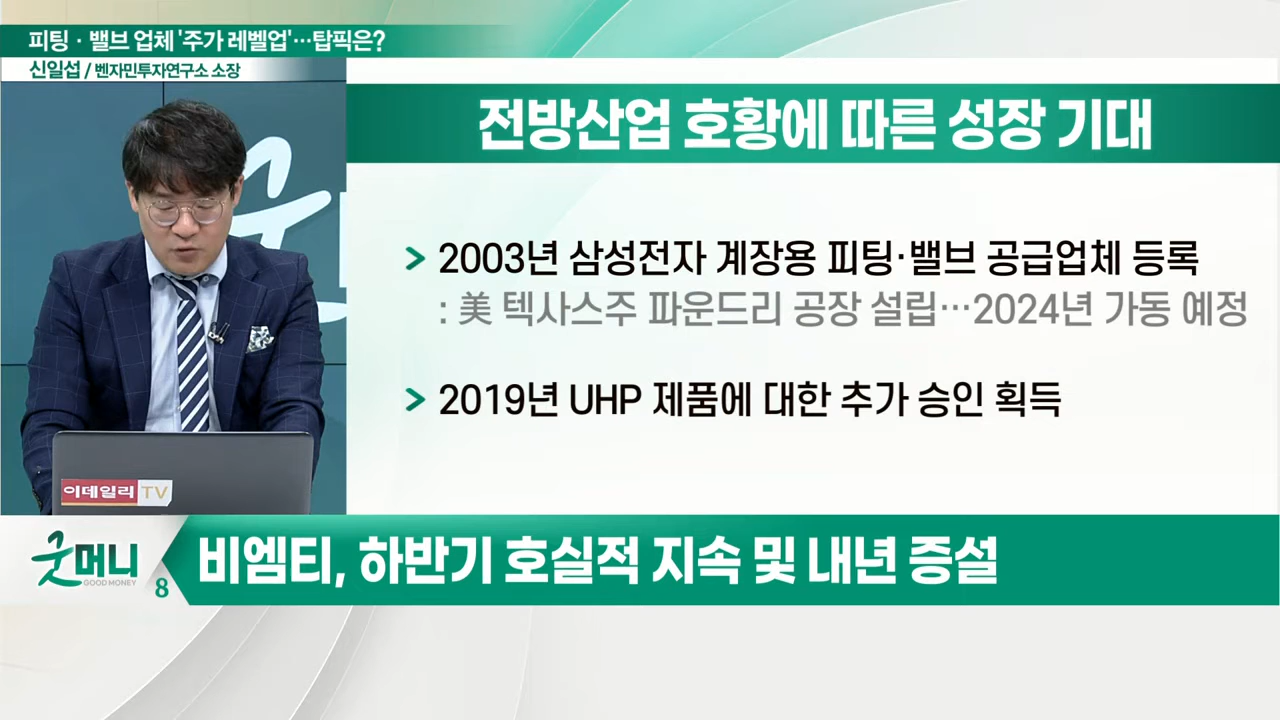 피팅·밸브 업체 '주가 레벨업'…탑픽은?
신일섭 / 벤자민투자연구소 소장
전방산업 호황에 따른 성장 기대
> 2003년 삼성전자 계장용 피팅·밸브 공급업체 등록
: 美 텍사스주 파운드리 공장 설립…2024년 가동 예정
> 2019년 UHP 제품에 대한 추가 승인 획득
이데일리 TV
굿머니
GOOD MONEY
8
비엠티, 하반기 호실적 지속 및 내년 증설